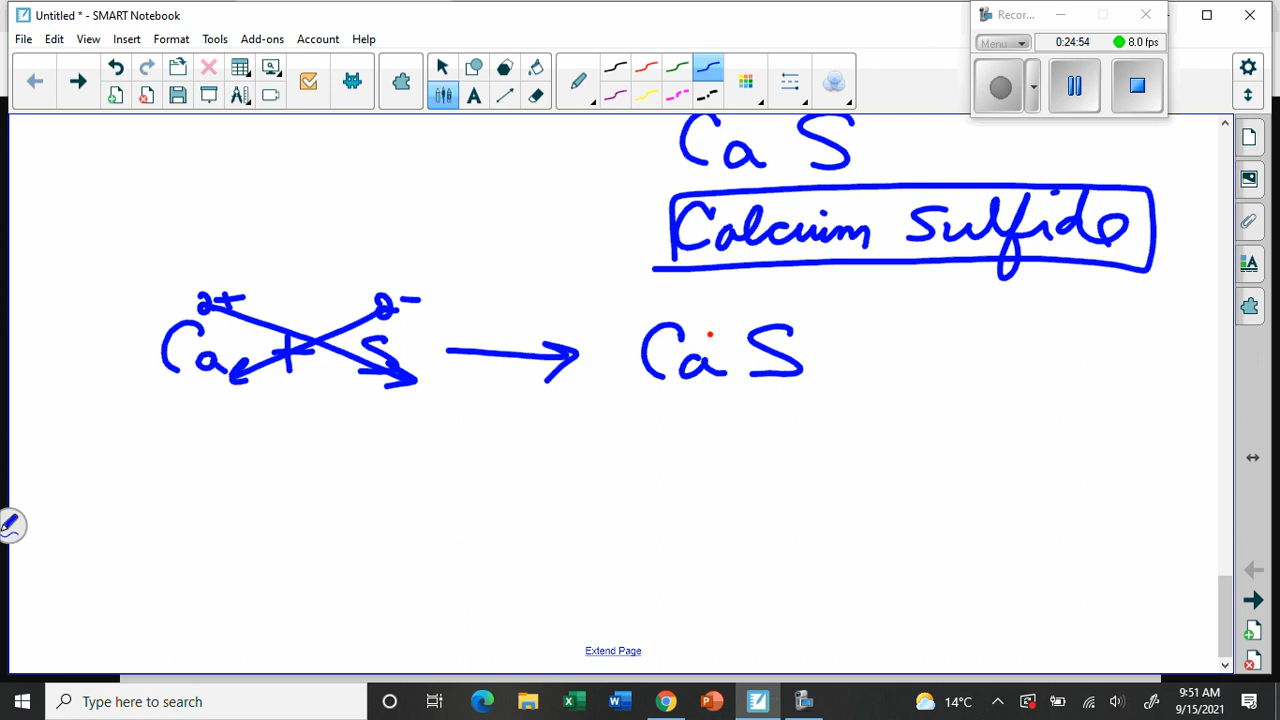 Untitled * - SMART Notebook
Recor...
File Edit View Insert Format Tools Add-ons Account Help
Menu 0:24:54 8.0 fps
Ca S
Calcium Sulfide
2+ 2-
Ca + S → Ca S
Extend Page
Type here to search
14°C
9:51 AM
9/15/2021